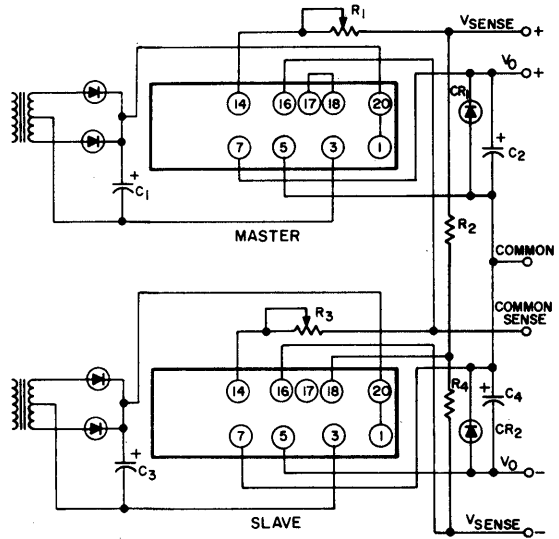 R1
VSENSE +
VO +
14 16 17 18 20
CR1
7 5 3 1
C1 + C2 +
MASTER
R2
COMMON
COMMON SENSE
R3
14 16 17 18 20
R4
C4 +
7 5 3 1
CR2
C3 +
VO −
SLAVE
VSENSE −